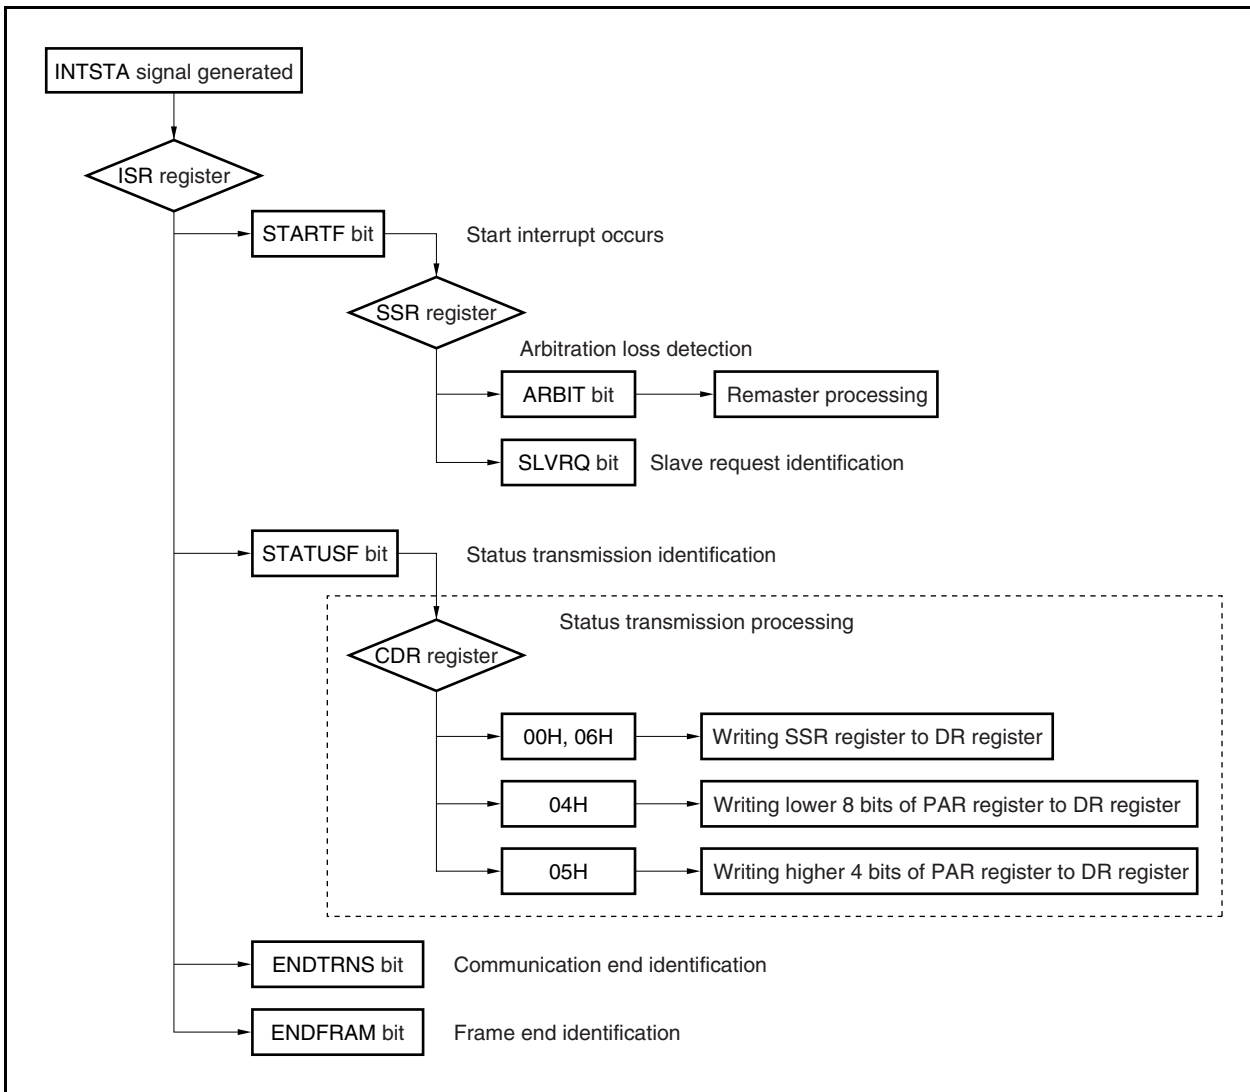 INTSTA signal generated
ISR register
STARTF bit
Start interrupt occurs
SSR register
Arbitration loss detection
ARBIT bit
Remaster processing
SLVRQ bit
Slave request identification
STATUSF bit
Status transmission identification
Status transmission processing
CDR register
00H, 06H
Writing SSR register to DR register
04H
Writing lower 8 bits of PAR register to DR register
05H
Writing higher 4 bits of PAR register to DR register
ENDTRNS bit
Communication end identification
ENDFRAM bit
Frame end identification